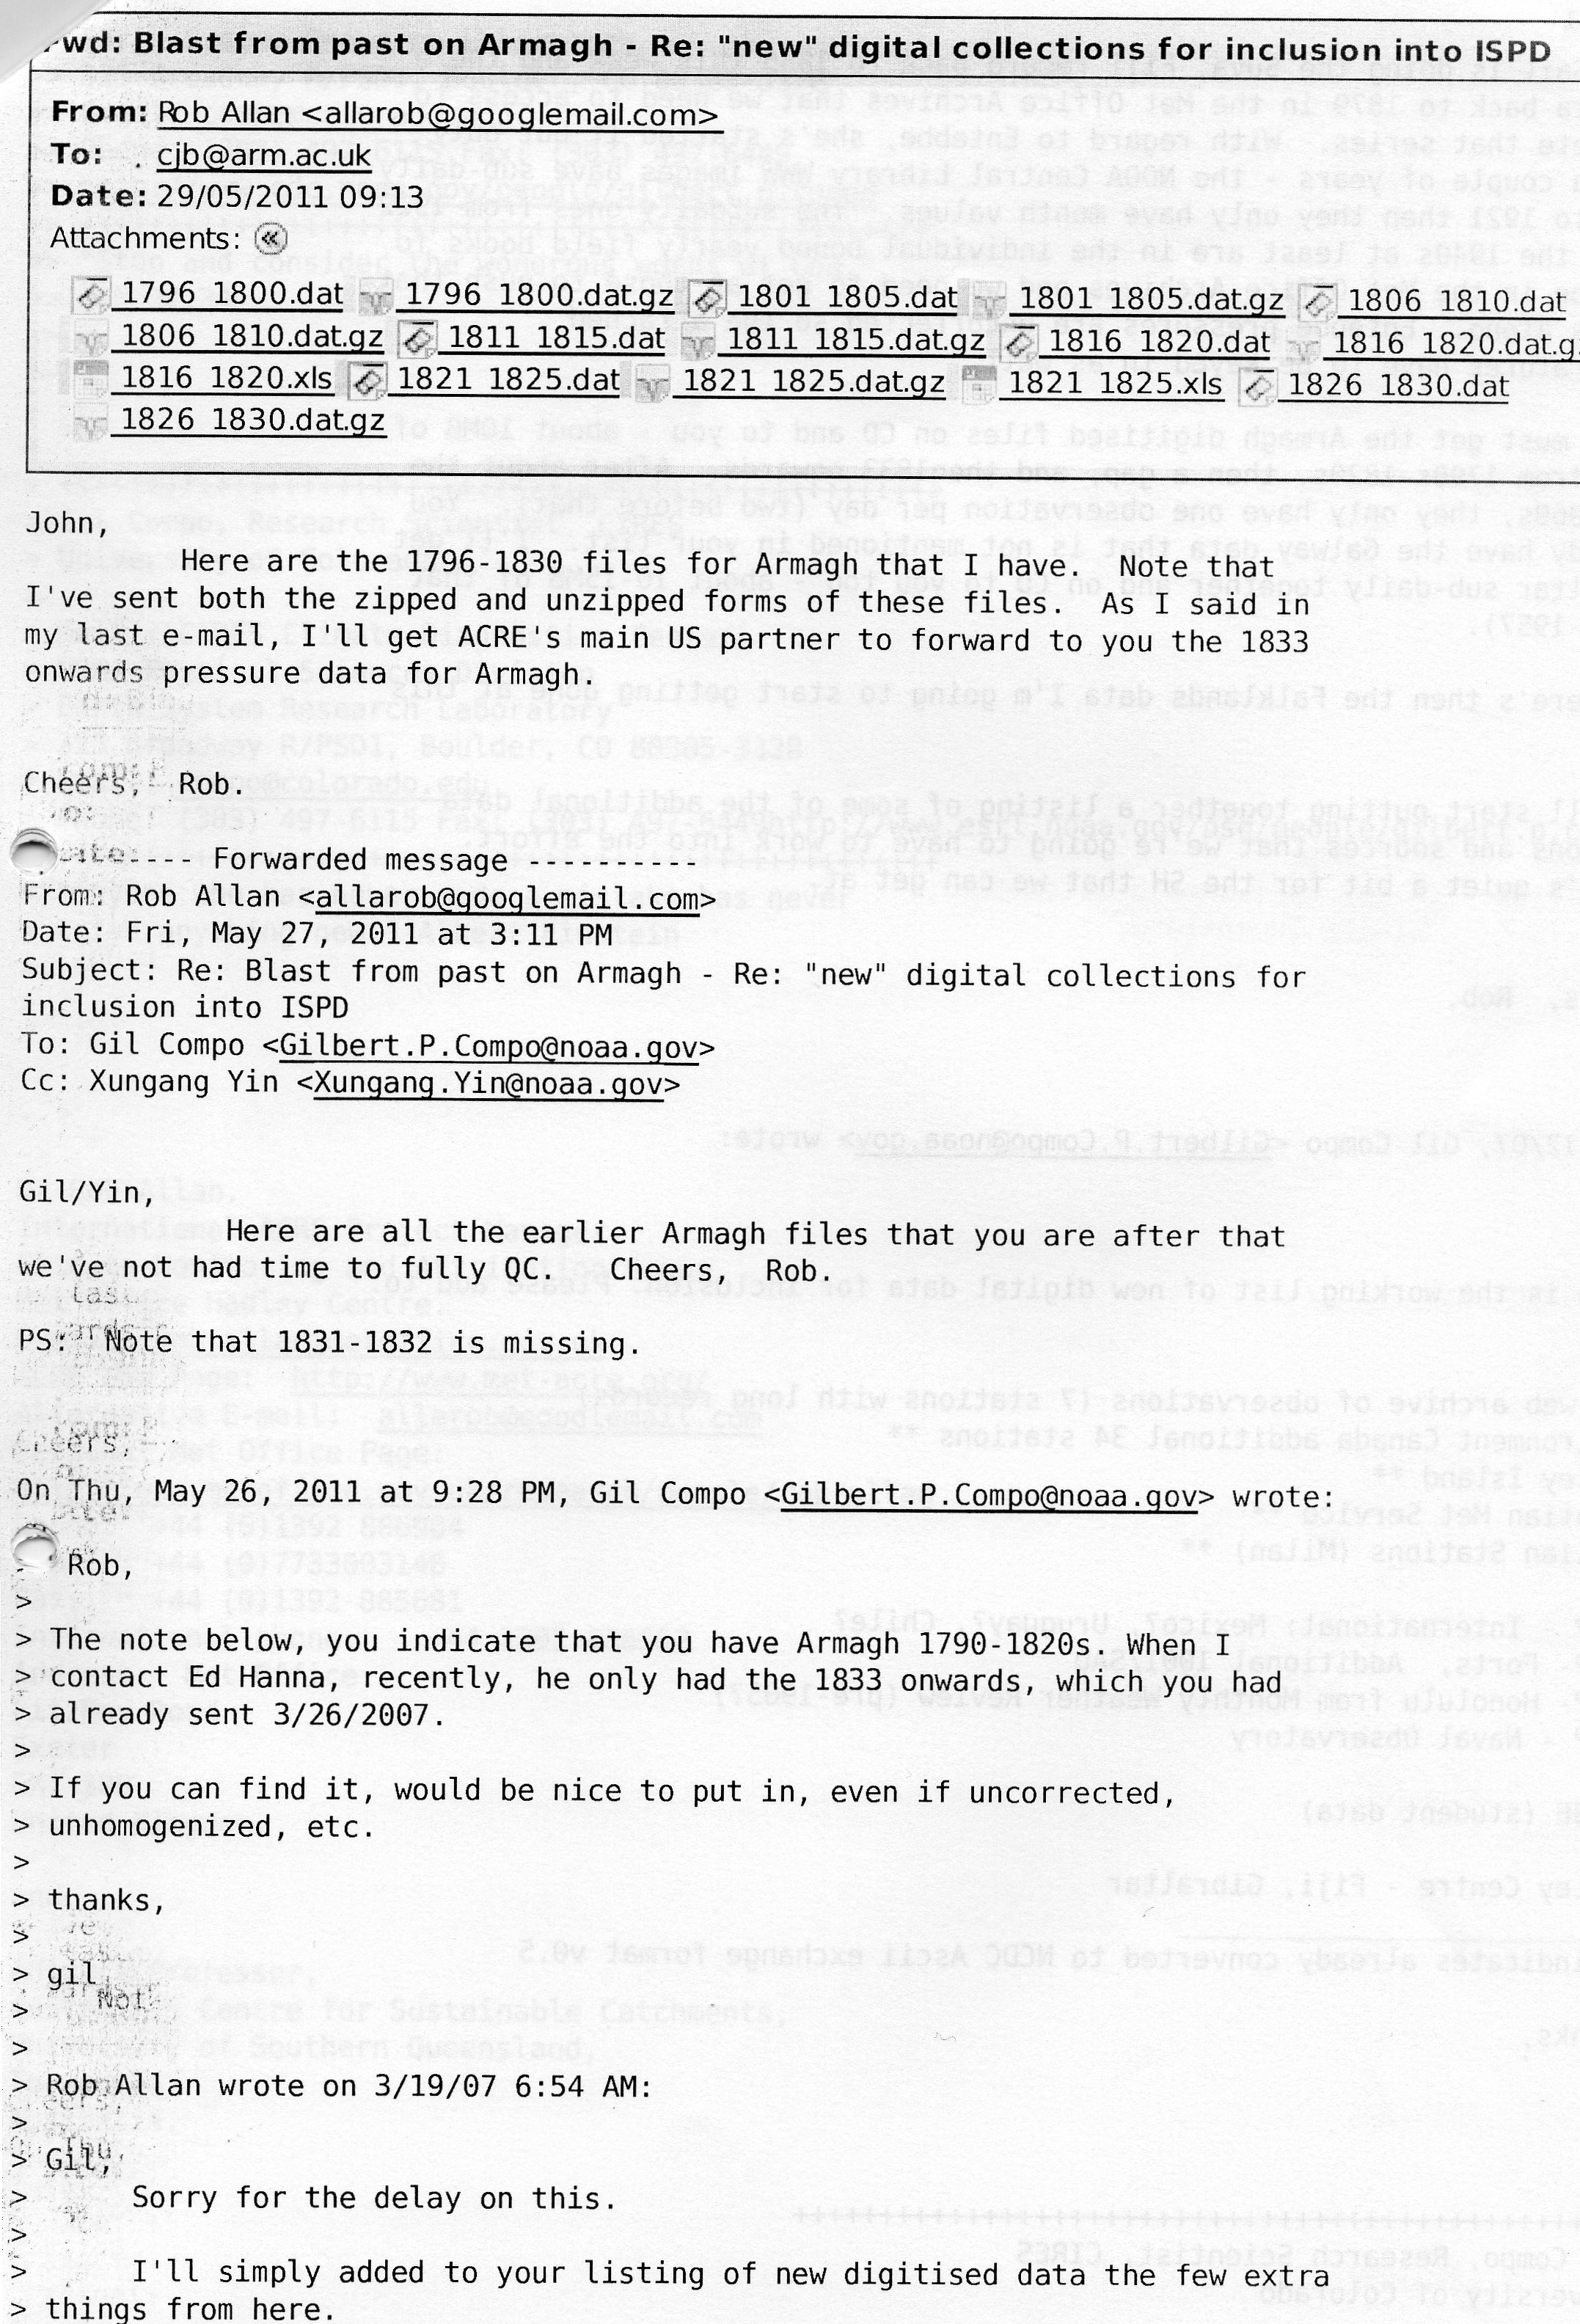 Fwd: Blast from past on Armagh - Re: "new" digital collections for inclusion into ISPD
From: Rob Allan <allarob@googlemail.com>
To: cjb@arm.ac.uk
Date: 29/05/2011 09:13
Attachments:
1796 1800.dat 1796 1800.dat.gz 1801 1805.dat 1801 1805.dat.gz 1806 1810.dat
1806 1810.dat.gz 1811 1815.dat 1811 1815.dat.gz 1816 1820.dat 1816 1820.dat.g
1816 1820.xls 1821 1825.dat 1821 1825.dat.gz 1821 1825.xls 1826 1830.dat
1826 1830.dat.gz
John,
Here are the 1796-1830 files for Armagh that I have. Note that
I've sent both the zipped and unzipped forms of these files. As I said in
my last e-mail, I'll get ACRE's main US partner to forward to you the 1833
onwards pressure data for Armagh.
Cheers, Rob.
---- Forwarded message ----------
From: Rob Allan <allarob@googlemail.com>
Date: Fri, May 27, 2011 at 3:11 PM
Subject: Re: Blast from past on Armagh - Re: "new" digital collections for
inclusion into ISPD
To: Gil Compo <Gilbert.P.Compo@noaa.gov>
Cc: Xungang Yin <Xungang.Yin@noaa.gov>
Gil/Yin,
Here are all the earlier Armagh files that you are after that
we've not had time to fully QC. Cheers, Rob.
PS: Note that 1831-1832 is missing.
On Thu, May 26, 2011 at 9:28 PM, Gil Compo <Gilbert.P.Compo@noaa.gov> wrote:
Rob,
>
> The note below, you indicate that you have Armagh 1790-1820s. When I
> contact Ed Hanna, recently, he only had the 1833 onwards, which you had
> already sent 3/26/2007.
>
> If you can find it, would be nice to put in, even if uncorrected,
> unhomogenized, etc.
>
> thanks,
>
> gil
>
>
> Rob Allan wrote on 3/19/07 6:54 AM:
>
> Gil,
> Sorry for the delay on this.
>
> I'll simply added to your listing of new digitised data the few extra
> things from here.